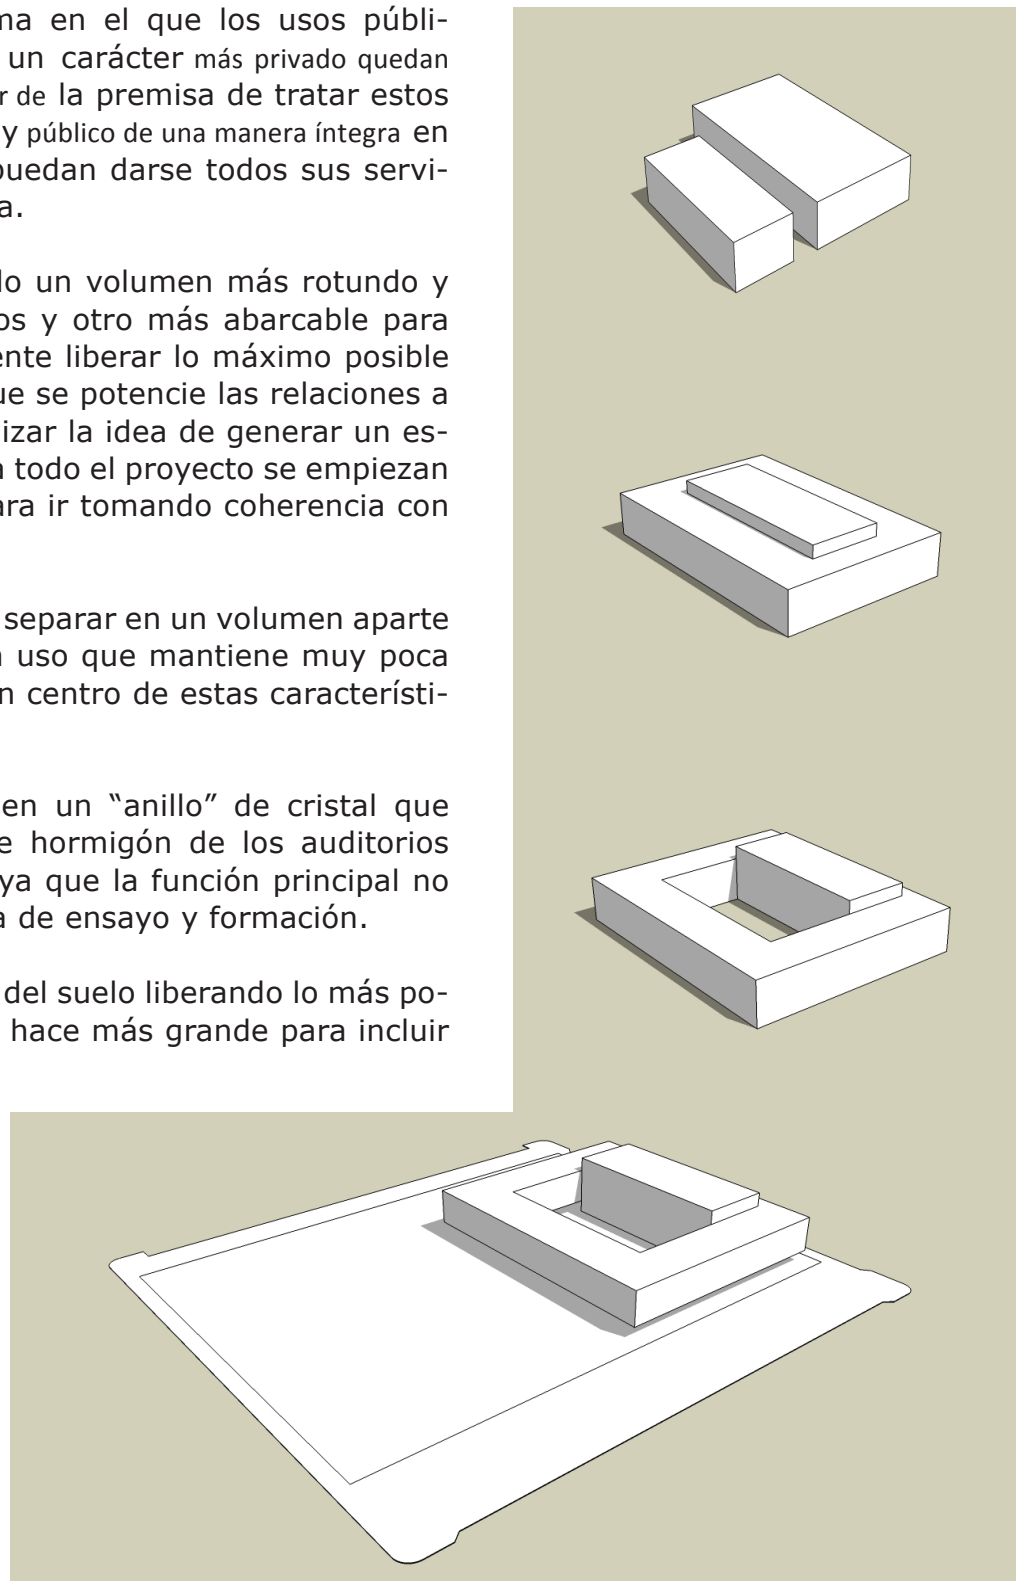 ma en el que los usos públi-
un carácter más privado quedan
r de la premisa de tratar estos
y público de una manera íntegra en
puedan darse todos sus servi-
a.
do un volumen más rotundo y
os y otro más abarcable para
ente liberar lo máximo posible
ue se potencie las relaciones a
izar la idea de generar un es-
a todo el proyecto se empiezan
ara ir tomando coherencia con
separar en un volumen aparte
n uso que mantiene muy poca
n centro de estas característi-
en un “anillo” de cristal que
e hormigón de los auditorios
ya que la función principal no
a de ensayo y formación.
del suelo liberando lo más po-
hace más grande para incluir